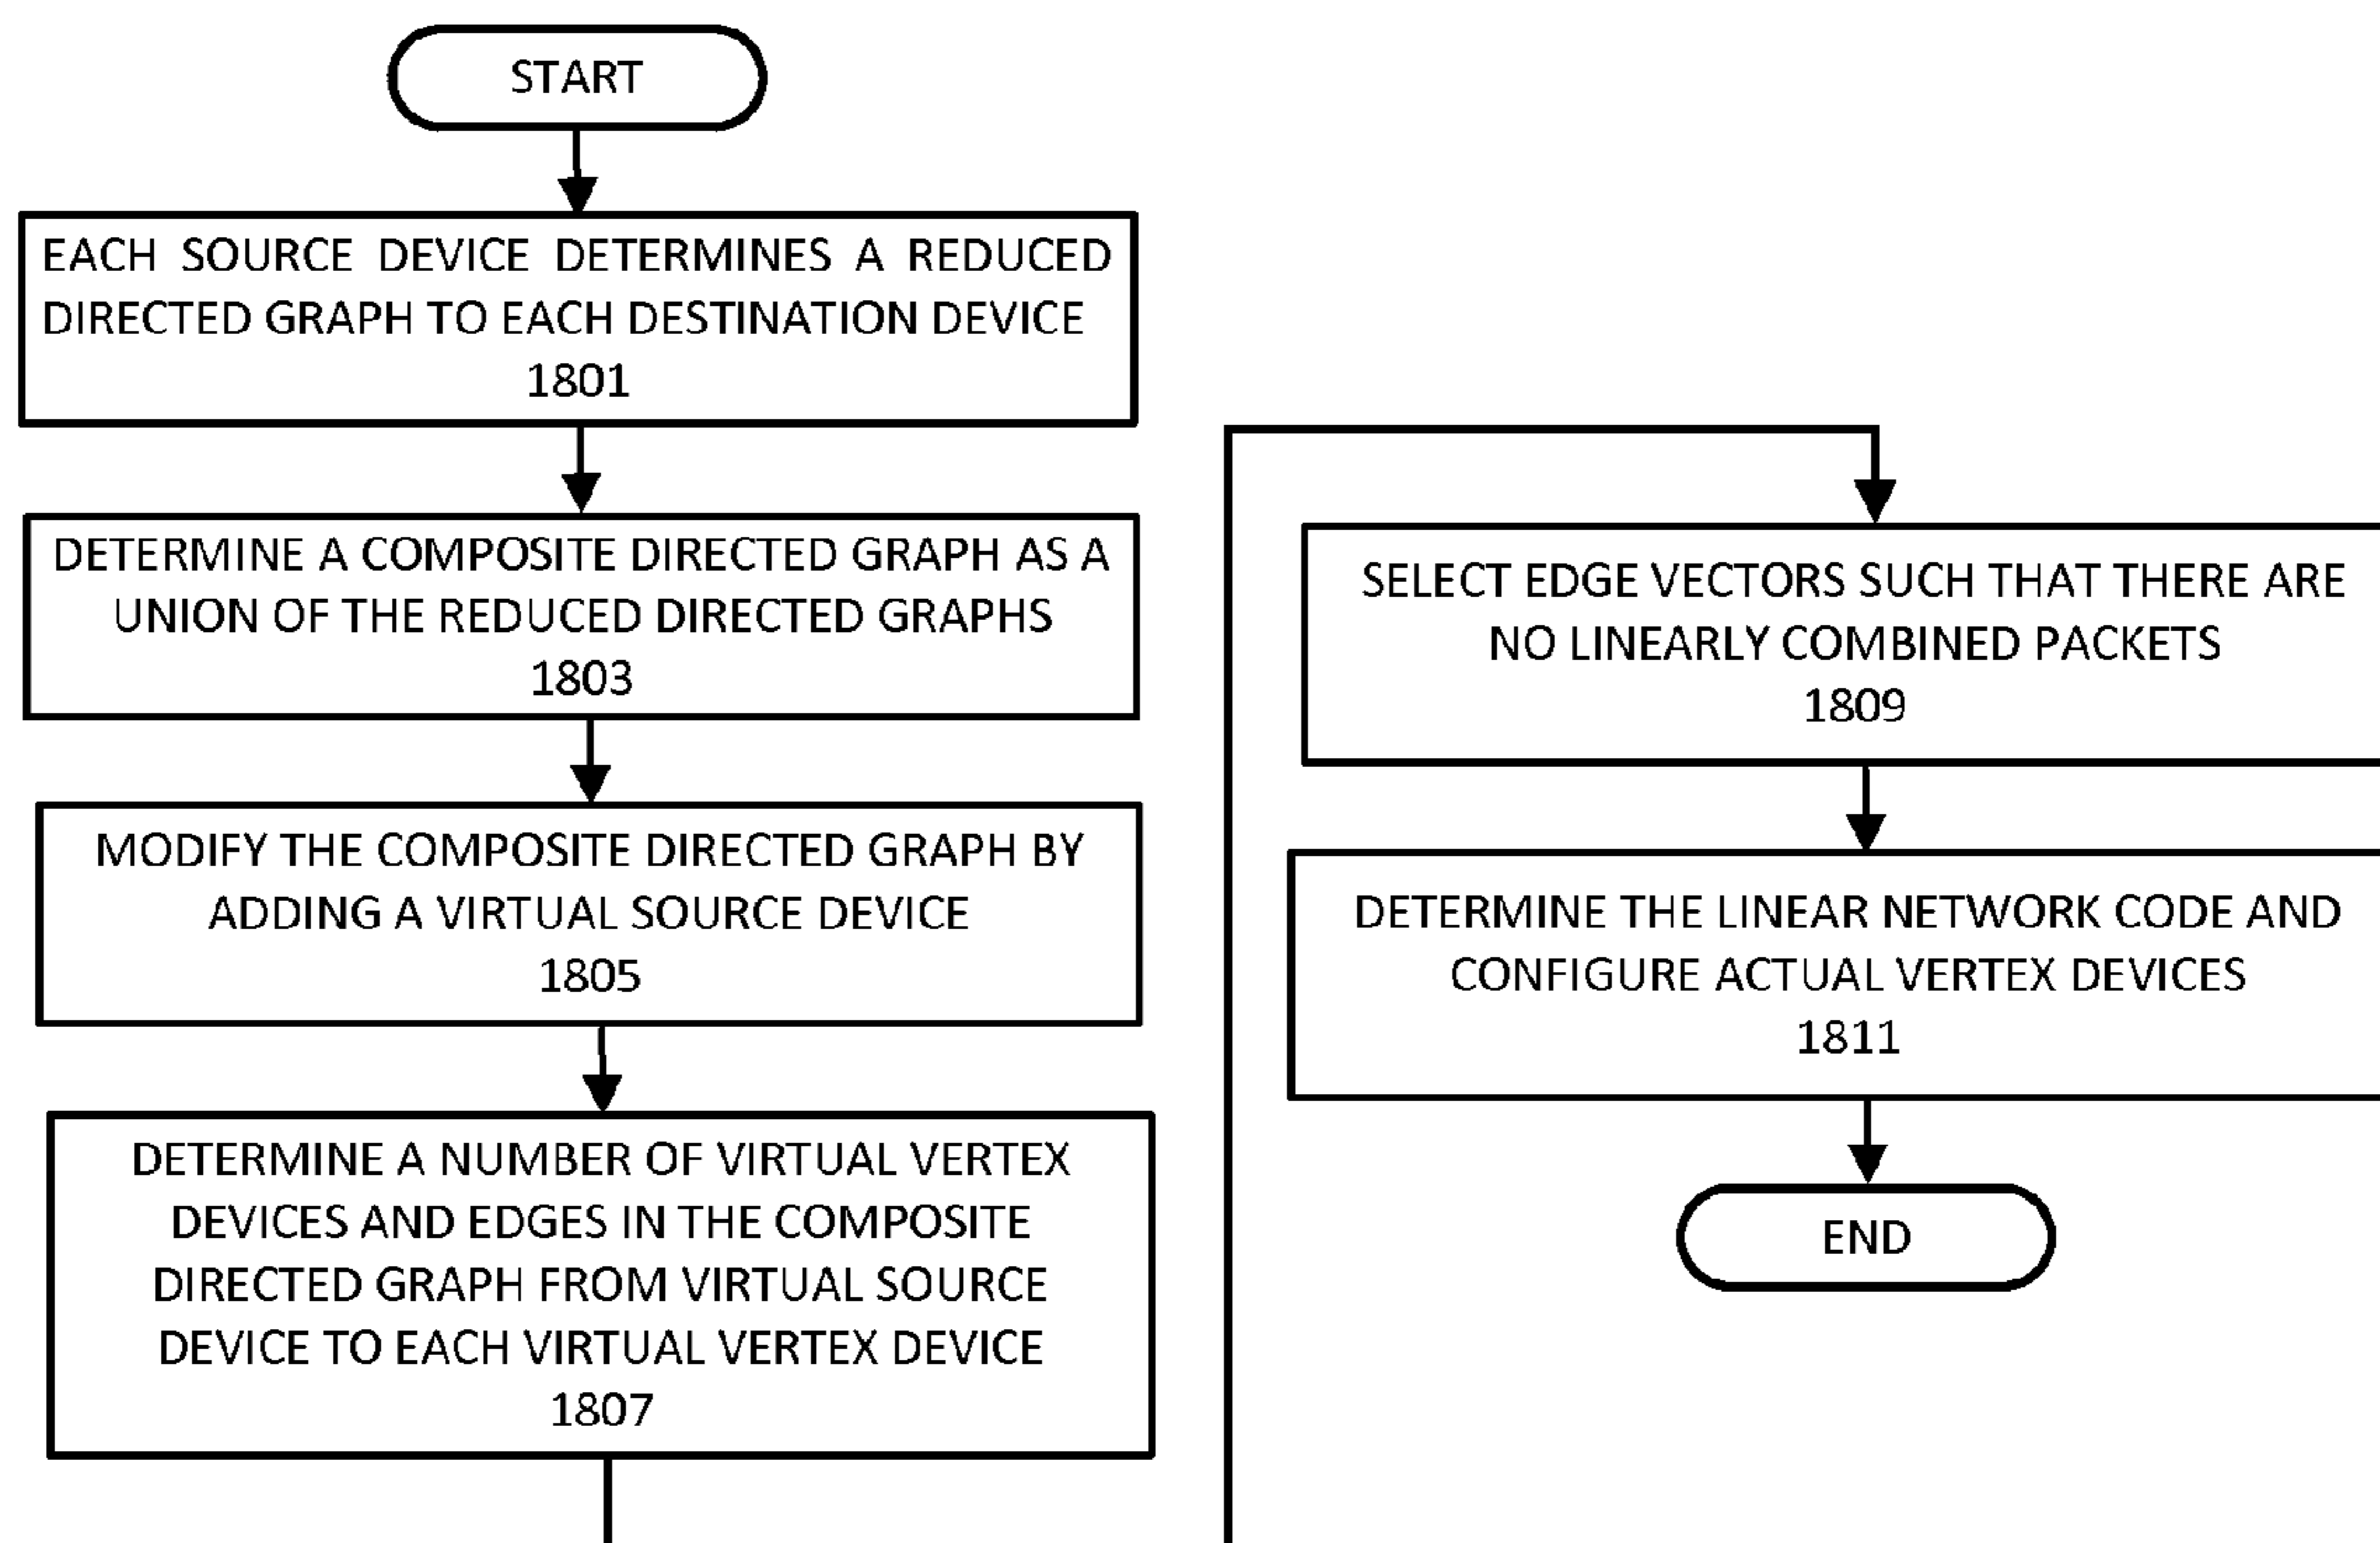 START
EACH SOURCE DEVICE DETERMINES A REDUCED
DIRECTED GRAPH TO EACH DESTINATION DEVICE
1801
DETERMINE A COMPOSITE DIRECTED GRAPH AS A
UNION OF THE REDUCED DIRECTED GRAPHS
1803
MODIFY THE COMPOSITE DIRECTED GRAPH BY
ADDING A VIRTUAL SOURCE DEVICE
1805
DETERMINE A NUMBER OF VIRTUAL VERTEX
DEVICES AND EDGES IN THE COMPOSITE
DIRECTED GRAPH FROM VIRTUAL SOURCE
DEVICE TO EACH VIRTUAL VERTEX DEVICE
1807
SELECT EDGE VECTORS SUCH THAT THERE ARE
NO LINEARLY COMBINED PACKETS
1809
DETERMINE THE LINEAR NETWORK CODE AND
CONFIGURE ACTUAL VERTEX DEVICES
1811
END